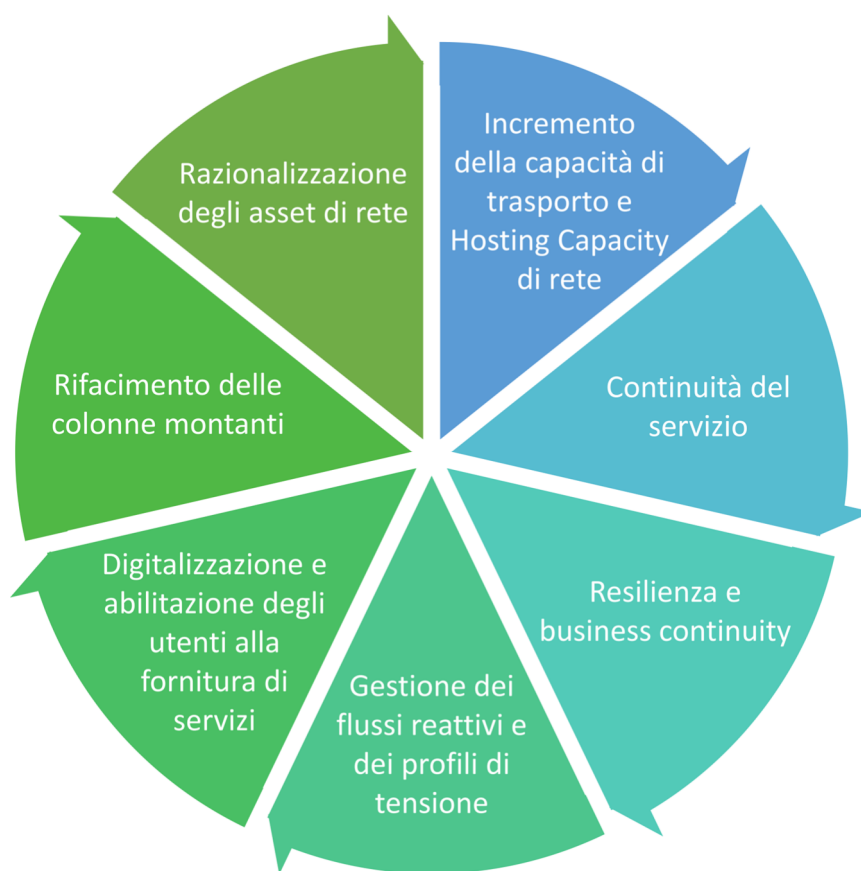 Incremento
della capacità di
trasporto e
Hosting Capacity
di rete
Continuità del
servizio
Resilienza e
business continuity
Gestione dei
flussi reattivi e
dei profili di
tensione
Digitalizzazione e
abilitazione degli
utenti alla
fornitura di
servizi
Rifacimento delle
colonne montanti
Razionalizzazione
degli asset di rete